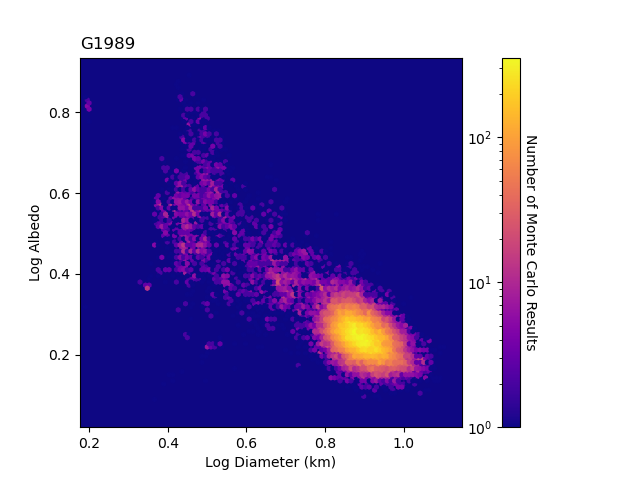 G1989
Log Albedo
0.8
0.6
0.4
0.2
0.2 0.4 0.6 0.8 1.0
Log Diameter (km)
10²
10¹
10⁰
Number of Monte Carlo Results